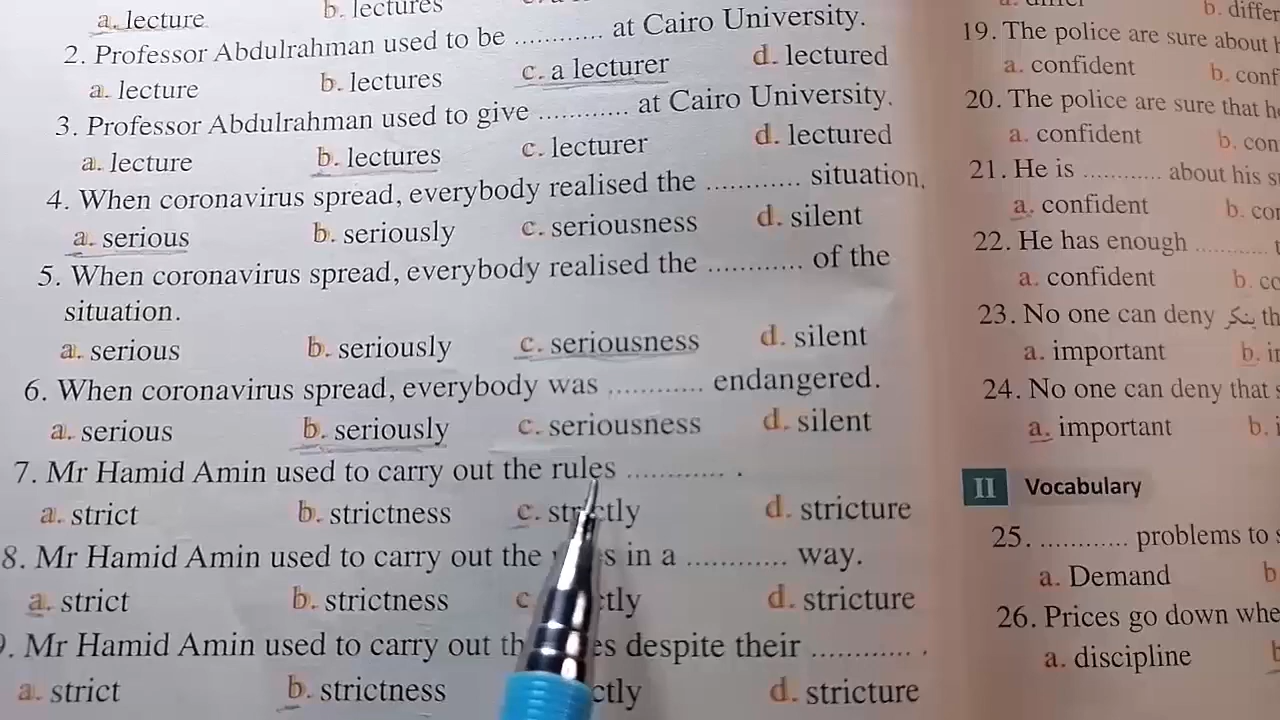 a. lecture b. lectures
2. Professor Abdulrahman used to be ............ at Cairo University.
a. lecture b. lectures c. a lecturer d. lectured
3. Professor Abdulrahman used to give ............ at Cairo University.
a. lecture b. lectures c. lecturer d. lectured
4. When coronavirus spread, everybody realised the ............ situation.
a. serious b. seriously c. seriousness d. silent
5. When coronavirus spread, everybody realised the ............ of the
situation.
a. serious b. seriously c. seriousness d. silent
6. When coronavirus spread, everybody was ............ endangered.
a. serious b. seriously c. seriousness d. silent
7. Mr Hamid Amin used to carry out the rules ............ .
a. strict b. strictness c. strictly d. stricture
8. Mr Hamid Amin used to carry out the in a ............ way.
a. strict b. strictness c. d. stricture
. Mr Hamid Amin used to carry out despite their ............ .
a. strict b. strictness d. stricture
b. differ
19. The police are sure about
a. confident b.
20. The police are sure that
a. confident b.
21. He is ............ about his
a. confident b.
22. He has enough ............
a. confident b.
23. No one can deny ينكر
a. important b.
24. No one can deny that
a. important b.
II Vocabulary
25. ............ problems to
a. Demand b
26. Prices go down
a. discipline